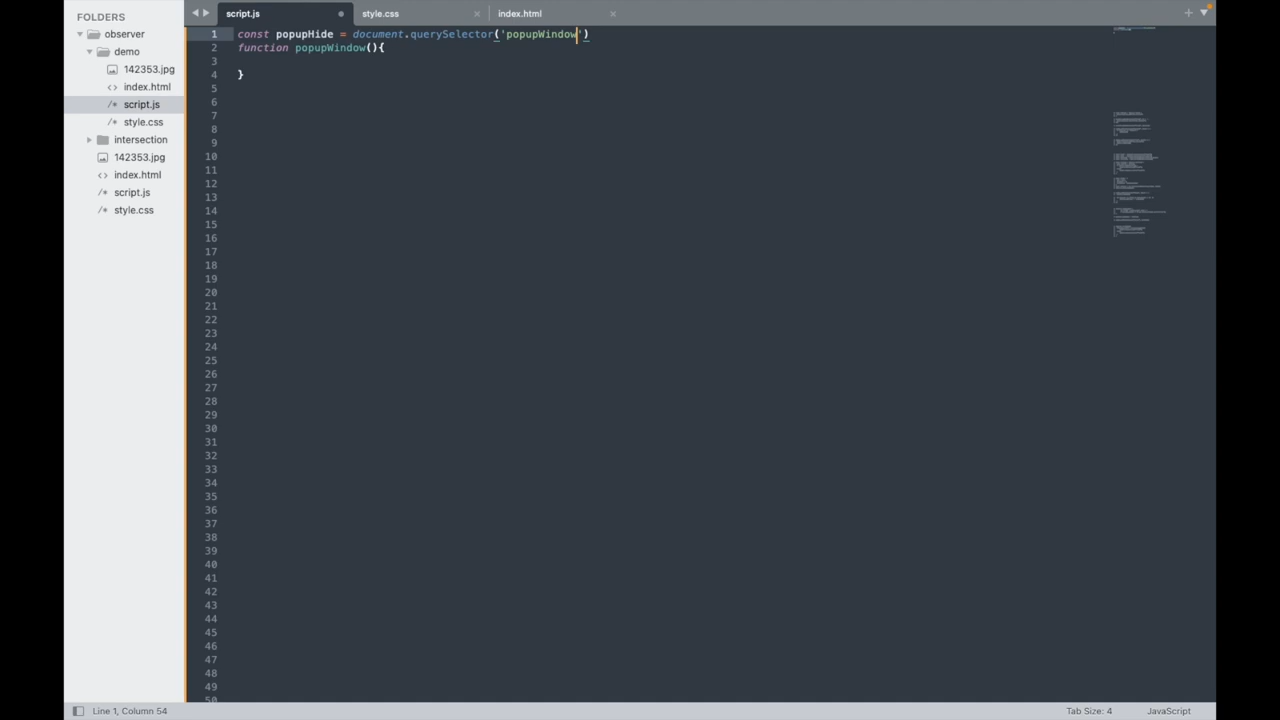 FOLDERS
observer
demo
142353.jpg
<> index.html
/* script.js
/* style.css
intersection
142353.jpg
<> index.html
/* script.js
/* style.css
script.js
style.css
index.html
1 const popupHide = document.querySelector('popupWindow')
2 function popupWindow(){
3
4 }
5
6
7
8
9
10
11
12
13
14
15
16
17
18
19
20
21
22
23
24
25
26
27
28
29
30
31
32
33
34
35
36
37
38
39
40
41
42
43
44
45
46
47
48
49
50
Line 1, Column 54
Tab Size: 4
JavaScript